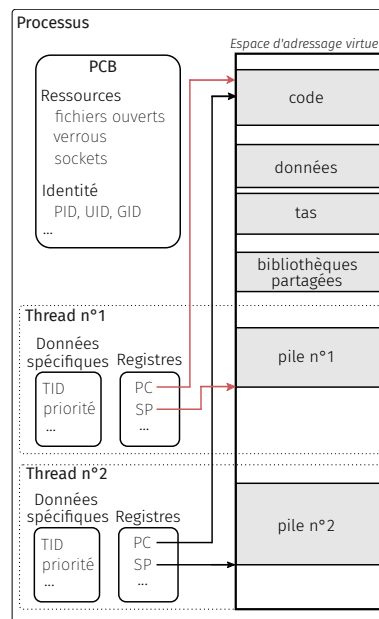 Processus
Espace d'adressage virtue
PCB
Ressources
fichiers ouverts
verrous
sockets
Identité
PID, UID, GID
...
code
données
tas
bibliothèques
partagées
Thread n°1
Données
spécifiques
Registres
TID
priorité
...
PC
SP
...
pile n°1
Thread n°2
Données
spécifiques
Registres
TID
priorité
...
PC
SP
...
pile n°2